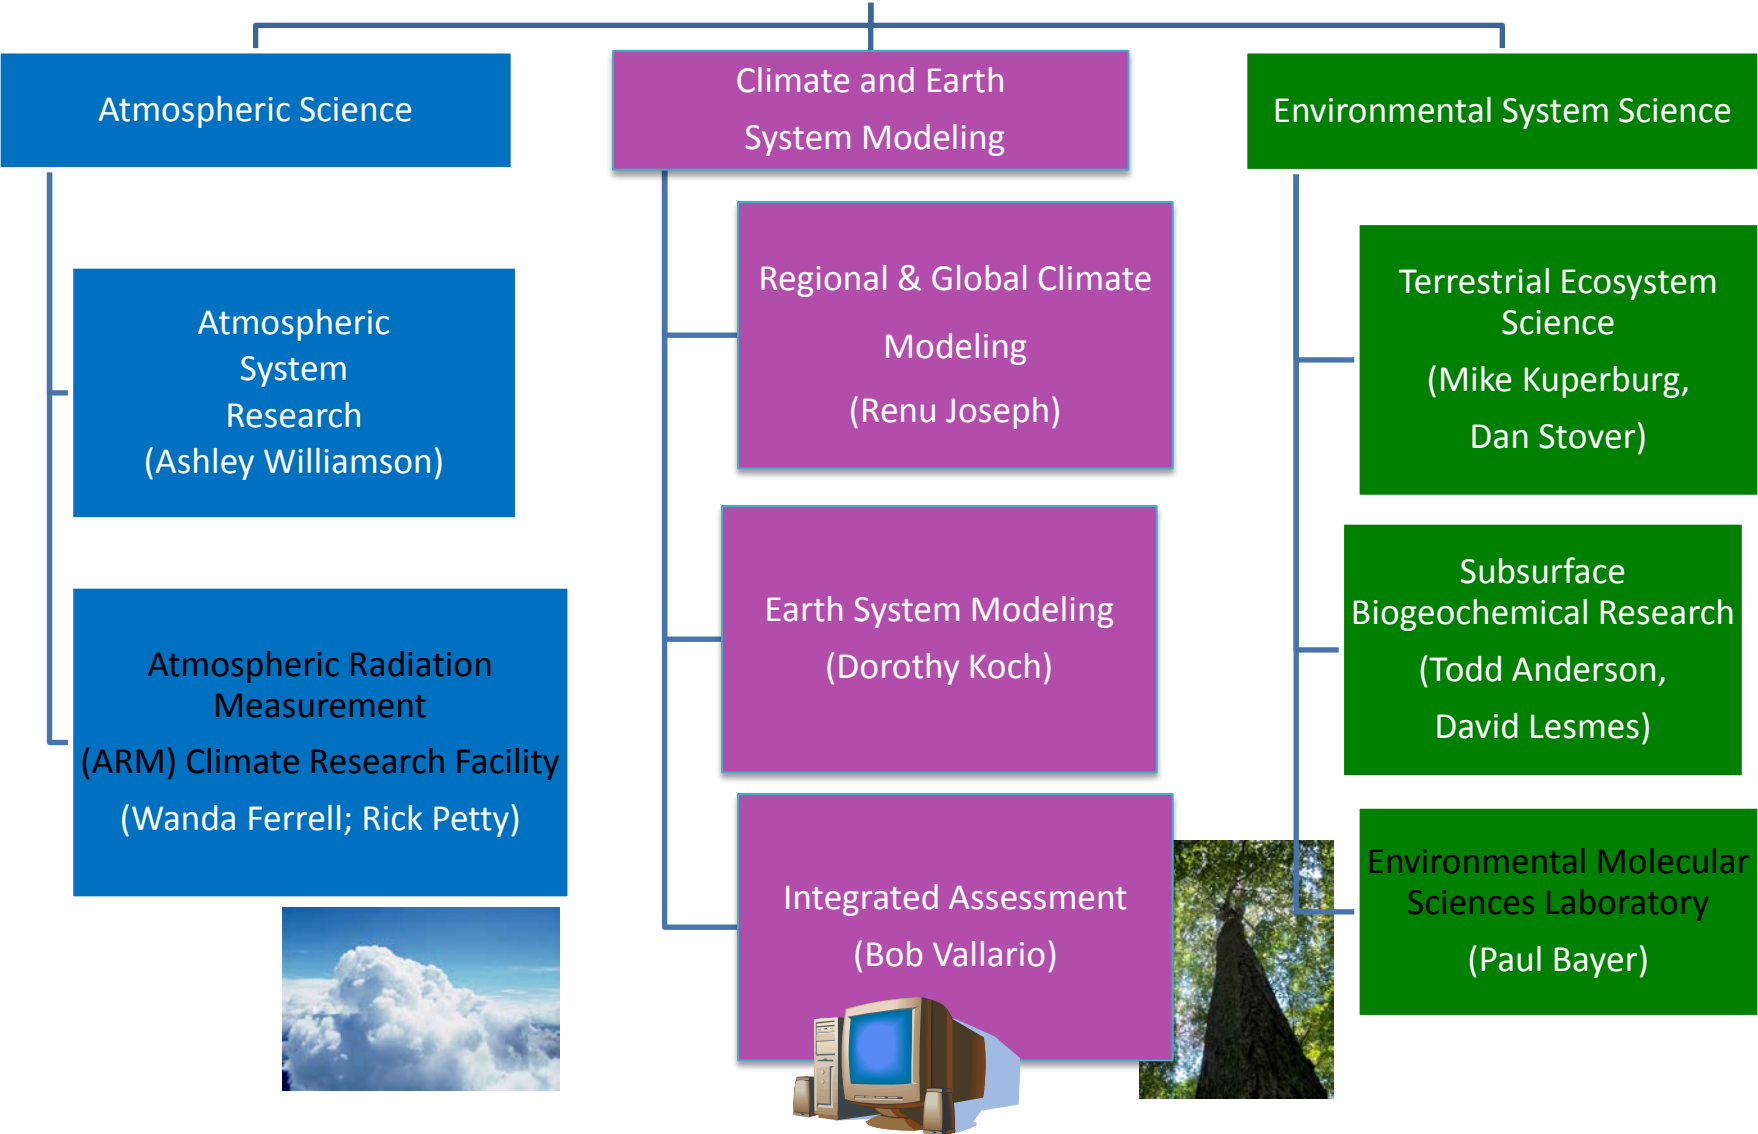 Atmospheric Science
Climate and Earth
System Modeling
Environmental System Science
Atmospheric
System
Research
(Ashley Williamson)
Atmospheric Radiation
Measurement
(ARM) Climate Research Facility
(Wanda Ferrell; Rick Petty)
Regional & Global Climate
Modeling
(Renu Joseph)
Earth System Modeling
(Dorothy Koch)
Integrated Assessment
(Bob Vallario)
Terrestrial Ecosystem
Science
(Mike Kuperburg,
Dan Stover)
Subsurface
Biogeochemical Research
(Todd Anderson,
David Lesmes)
Environmental Molecular
Sciences Laboratory
(Paul Bayer)